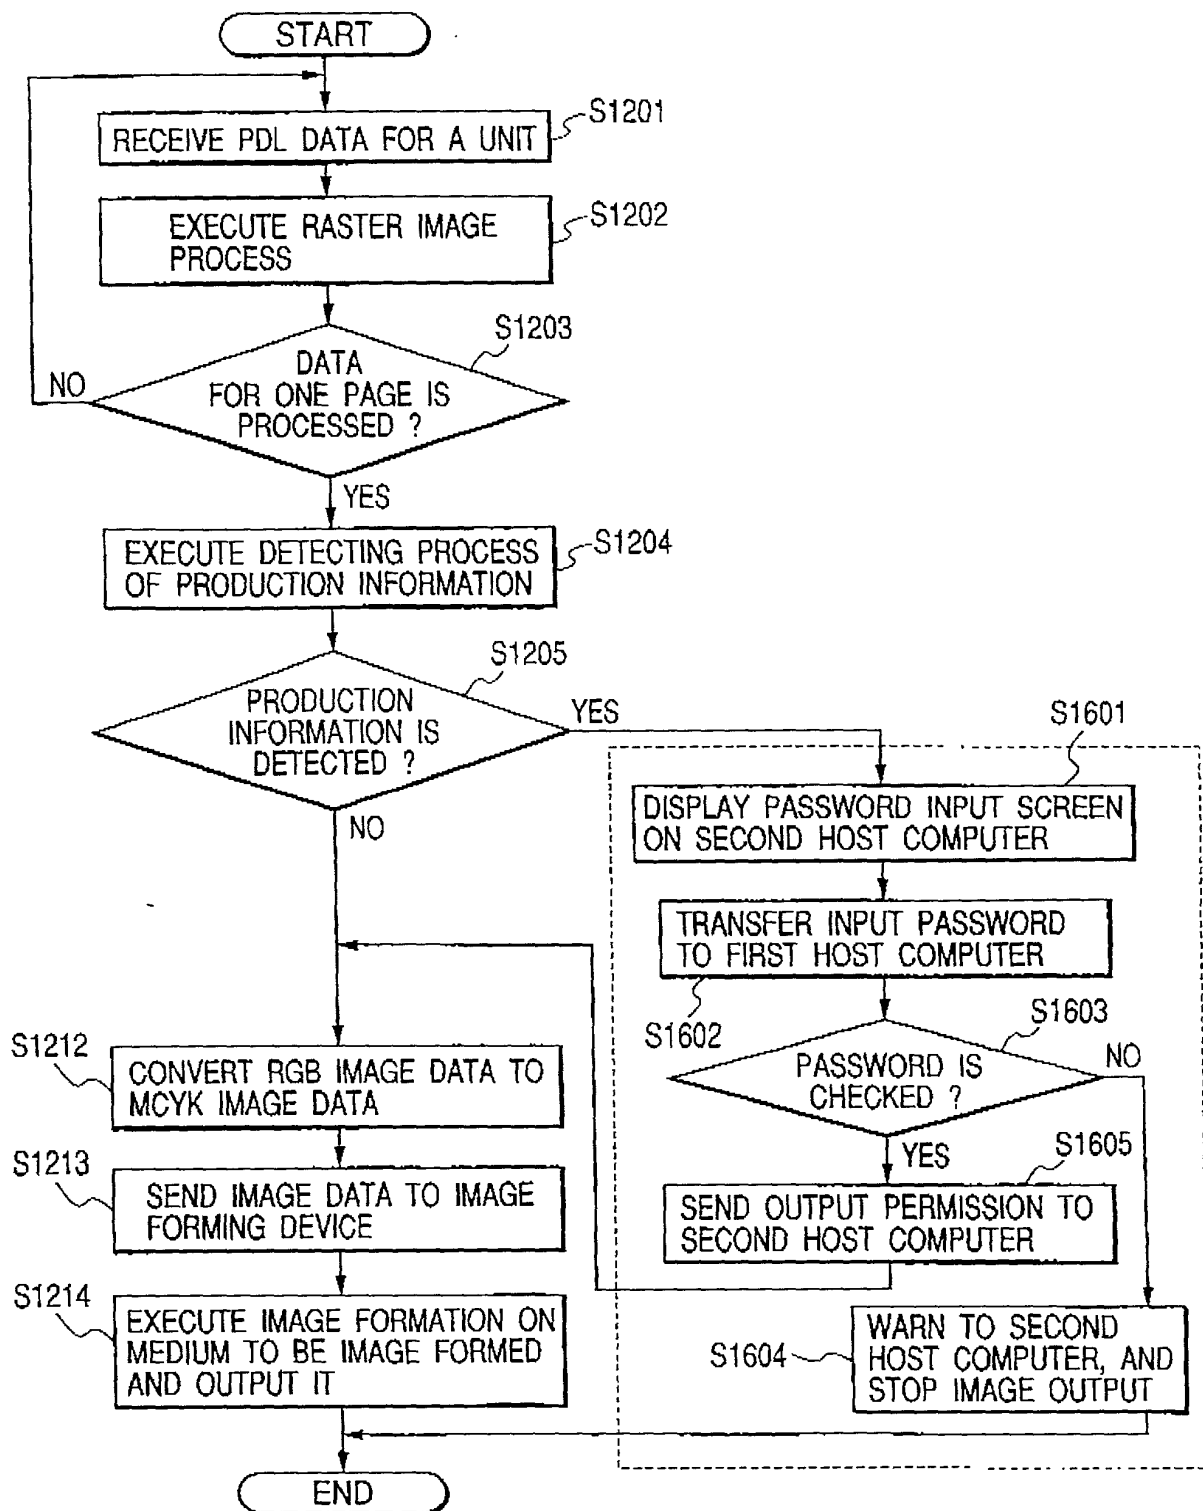 START
S1201
RECEIVE PDL DATA FOR A UNIT
S1202
EXECUTE RASTER IMAGE
PROCESS
S1203
DATA
FOR ONE PAGE IS
PROCESSED ?
NO
YES
S1204
EXECUTE DETECTING PROCESS
OF PRODUCTION INFORMATION
S1205
PRODUCTION
INFORMATION IS
DETECTED ?
YES
NO
S1601
DISPLAY PASSWORD INPUT SCREEN
ON SECOND HOST COMPUTER
TRANSFER INPUT PASSWORD
TO FIRST HOST COMPUTER
S1602
S1603
PASSWORD IS
CHECKED ?
NO
YES
S1605
SEND OUTPUT PERMISSION TO
SECOND HOST COMPUTER
S1604
WARN TO SECOND
HOST COMPUTER, AND
STOP IMAGE OUTPUT
S1212
CONVERT RGB IMAGE DATA TO
MCYK IMAGE DATA
S1213
SEND IMAGE DATA TO IMAGE
FORMING DEVICE
S1214
EXECUTE IMAGE FORMATION ON
MEDIUM TO BE IMAGE FORMED
AND OUTPUT IT
END